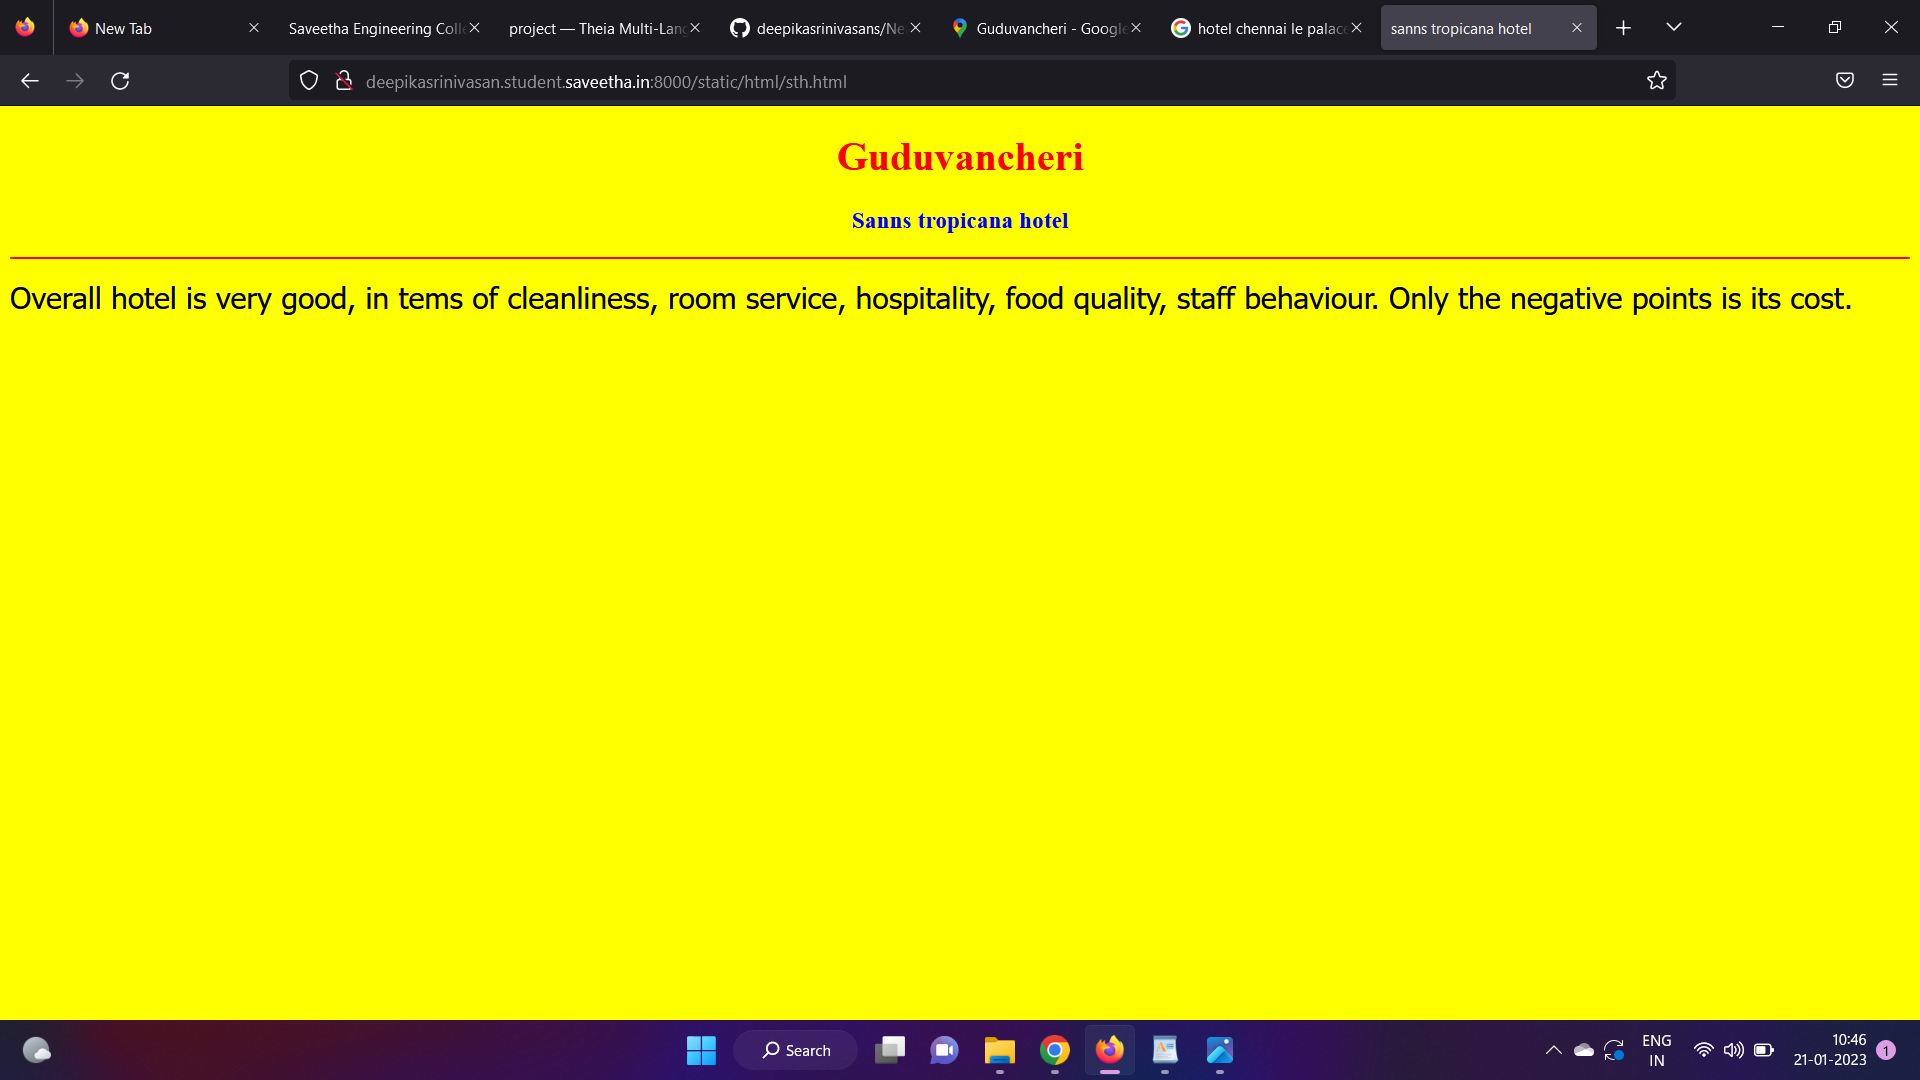 New Tab
Saveetha Engineering Coll
project — Theia Multi-Lang
deepikasrinivasans/Ne
Guduvancheri - Google
hotel chennai le palace
sanns tropicana hotel
deepikasrinivasan.student.saveetha.in:8000/static/html/sth.html
Guduvancheri
Sanns tropicana hotel
Overall hotel is very good, in tems of cleanliness, room service, hospitality, food quality, staff behaviour. Only the negative points is its cost.
Search
ENG
IN
10:46
21-01-2023
1